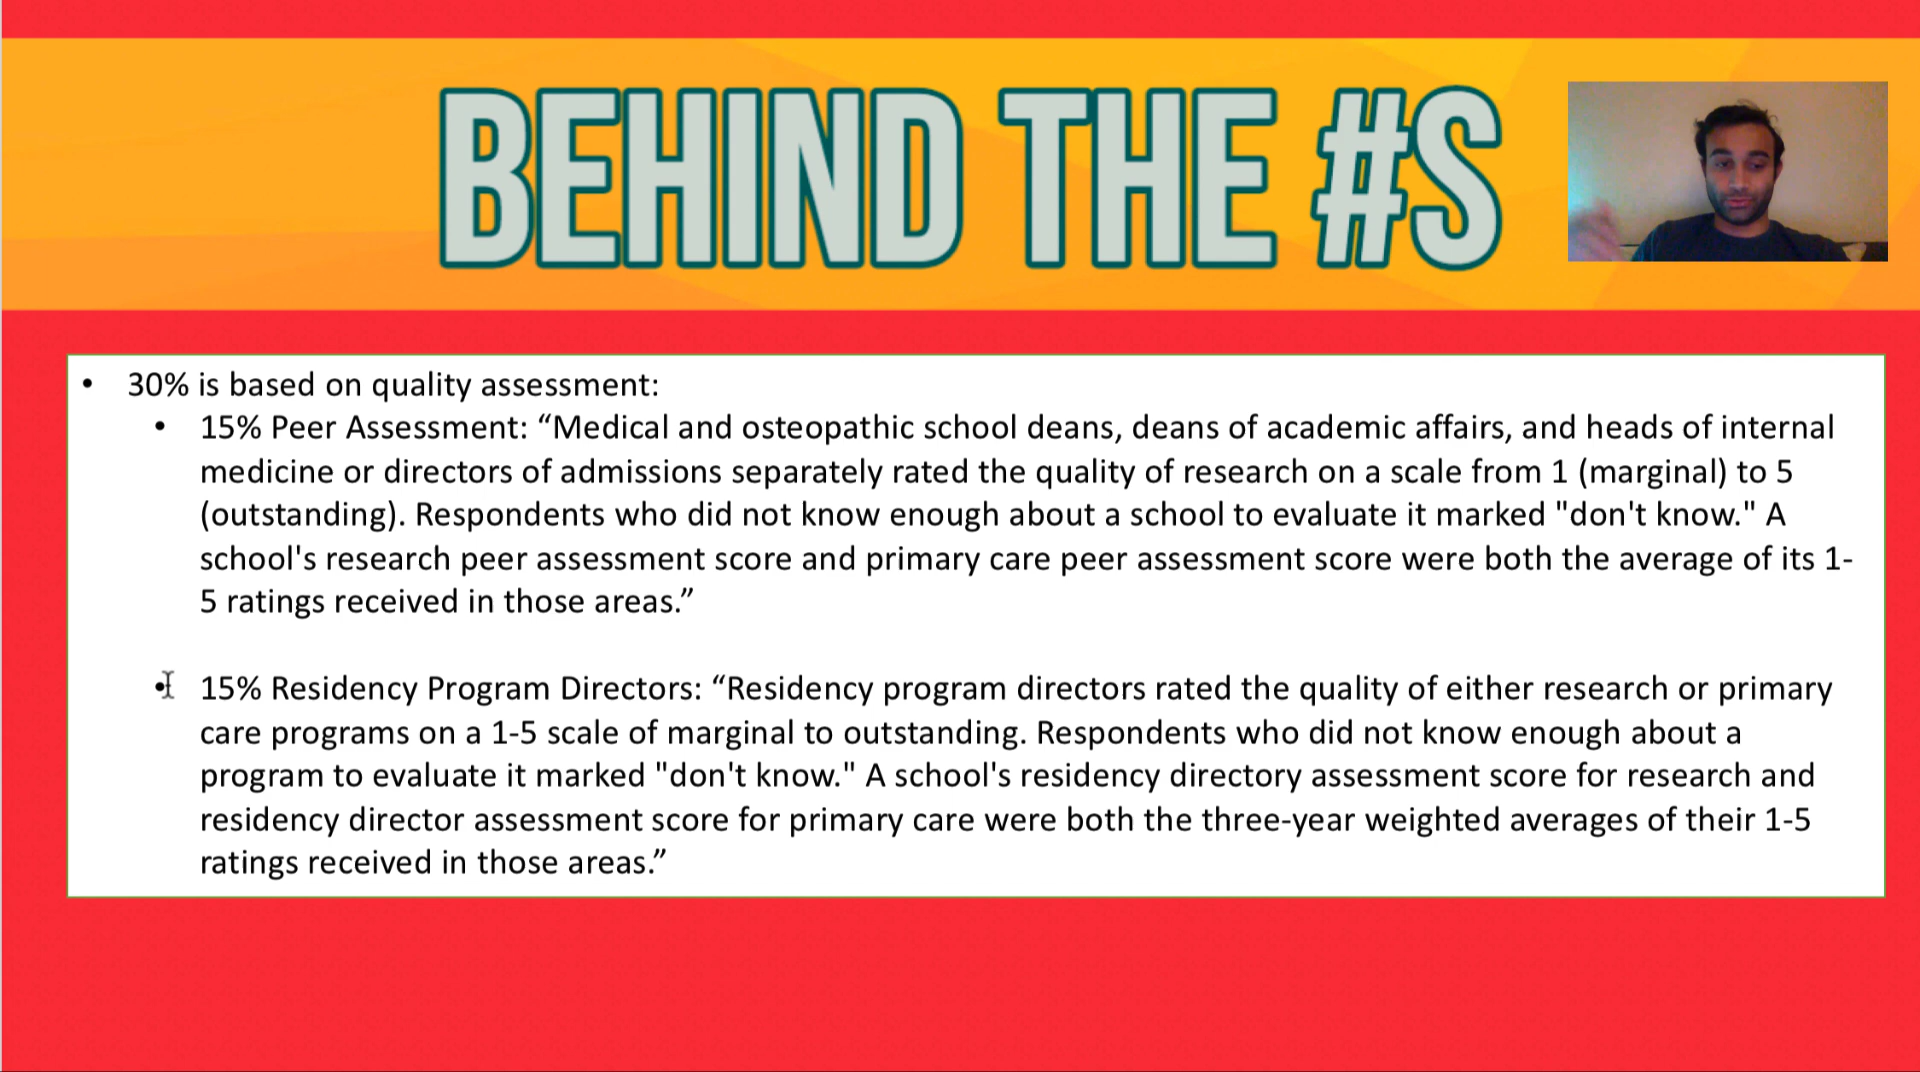 BEHIND THE #S
• 30% is based on quality assessment:
• 15% Peer Assessment: “Medical and osteopathic school deans, deans of academic affairs, and heads of internal
medicine or directors of admissions separately rated the quality of research on a scale from 1 (marginal) to 5
(outstanding). Respondents who did not know enough about a school to evaluate it marked "don't know." A
school's research peer assessment score and primary care peer assessment score were both the average of its 1-
5 ratings received in those areas.”
• 15% Residency Program Directors: “Residency program directors rated the quality of either research or primary
care programs on a 1-5 scale of marginal to outstanding. Respondents who did not know enough about a
program to evaluate it marked "don't know." A school's residency directory assessment score for research and
residency director assessment score for primary care were both the three-year weighted averages of their 1-5
ratings received in those areas.”